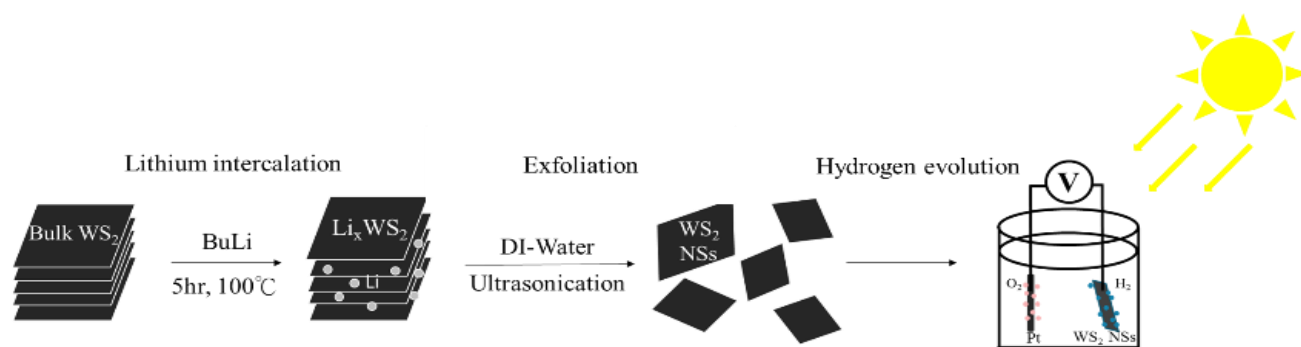 Lithium intercalation
Exfoliation
Hydrogen evolution
Bulk WS₂
BuLi
5hr, 100℃
LiₓWS₂
Li
DI-Water
Ultrasonication
WS₂
NSs
V
O₂
H₂
Pt
WS₂ NSs